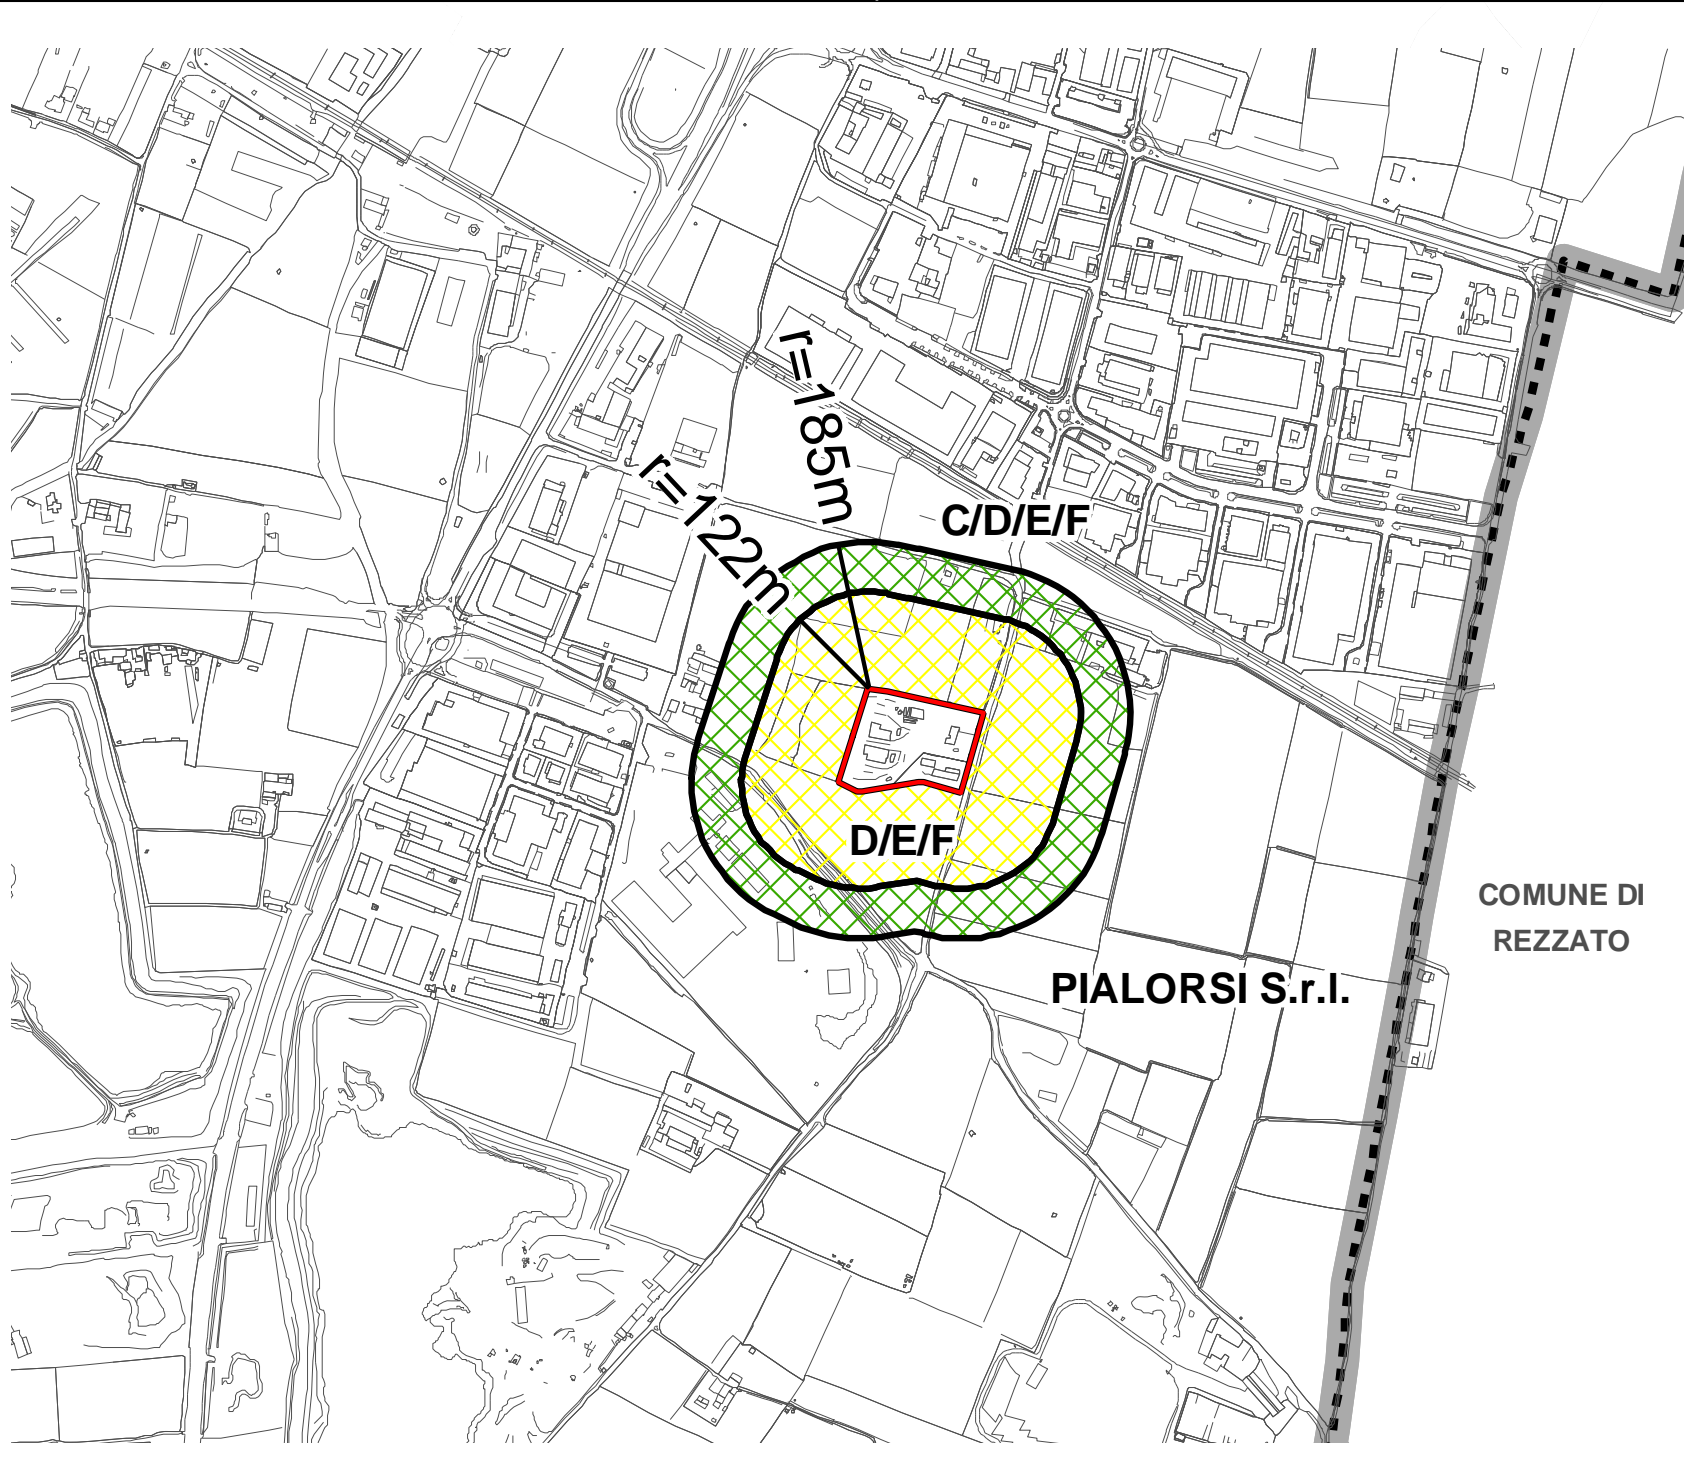 r=185m
r=122m
C/D/E/F
D/E/F
COMUNE DI
REZZATO
PIALORSI S.r.l.